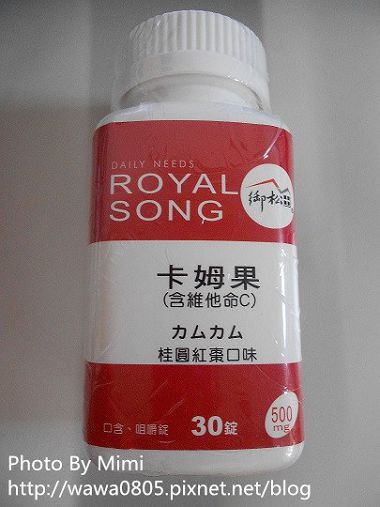 DAILY NEEDS
ROYAL
SONG
御松田
卡姆果
(含維他命C)
カムカム
桂圓紅棗口味
口含、咀嚼錠
30錠
500
mg
Photo By Mimi
http://wawa0805.pixnet.net/blog